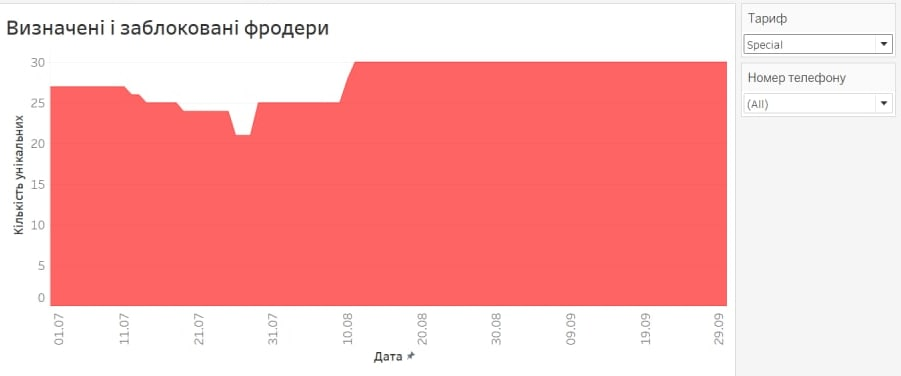 Визначені і заблоковані фродери
Кількість унікальних
30
25
20
15
10
5
0
01.07
11.07
21.07
31.07
10.08
20.08
30.08
09.09
19.09
29.09
Дата
Тариф
Special
Номер телефону
(All)